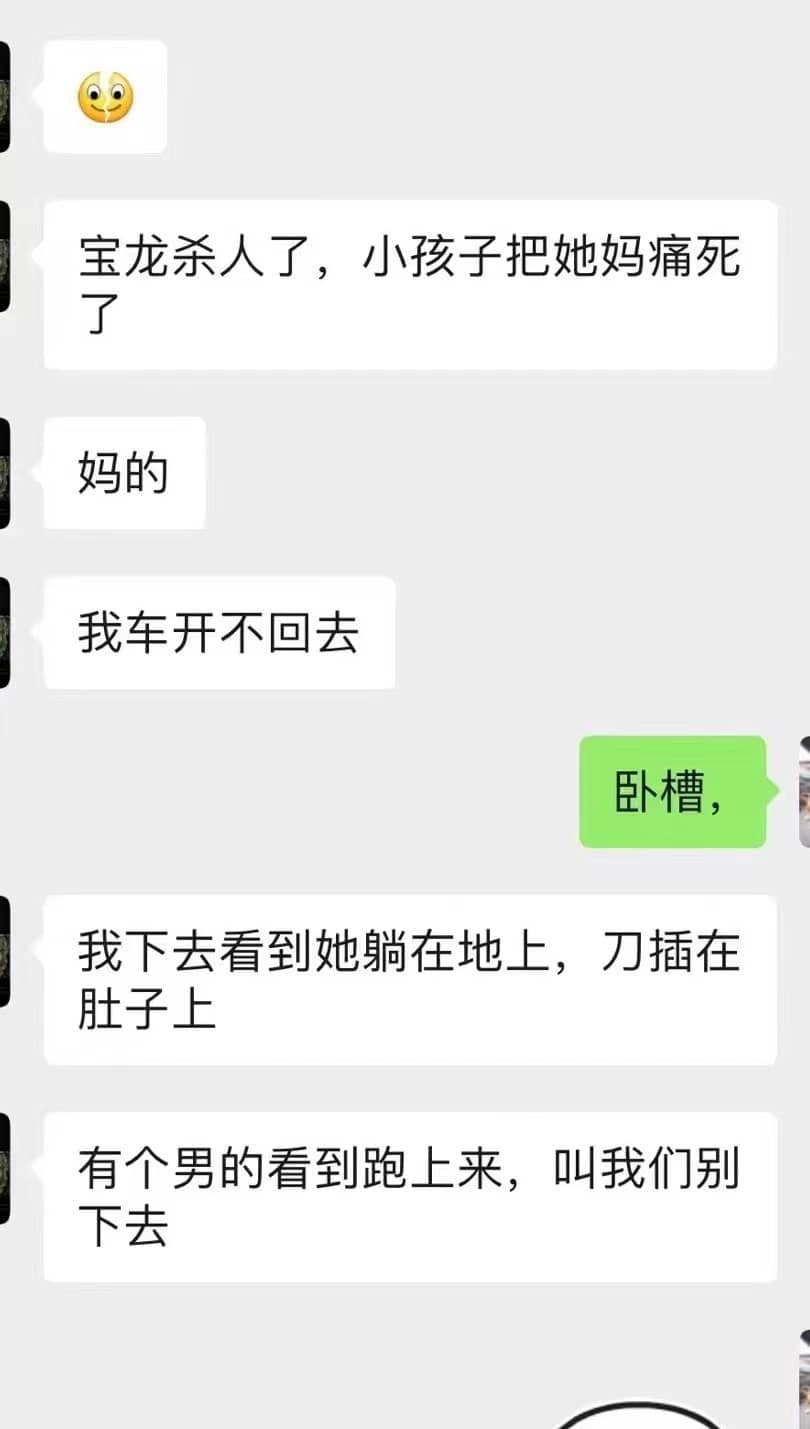 宝龙杀人了，小孩子把她妈痛死
了
妈的
我车开不回去
卧槽，
我下去看到她躺在地上，刀插在
肚子上
有个男的看到跑上来，叫我们别
下去